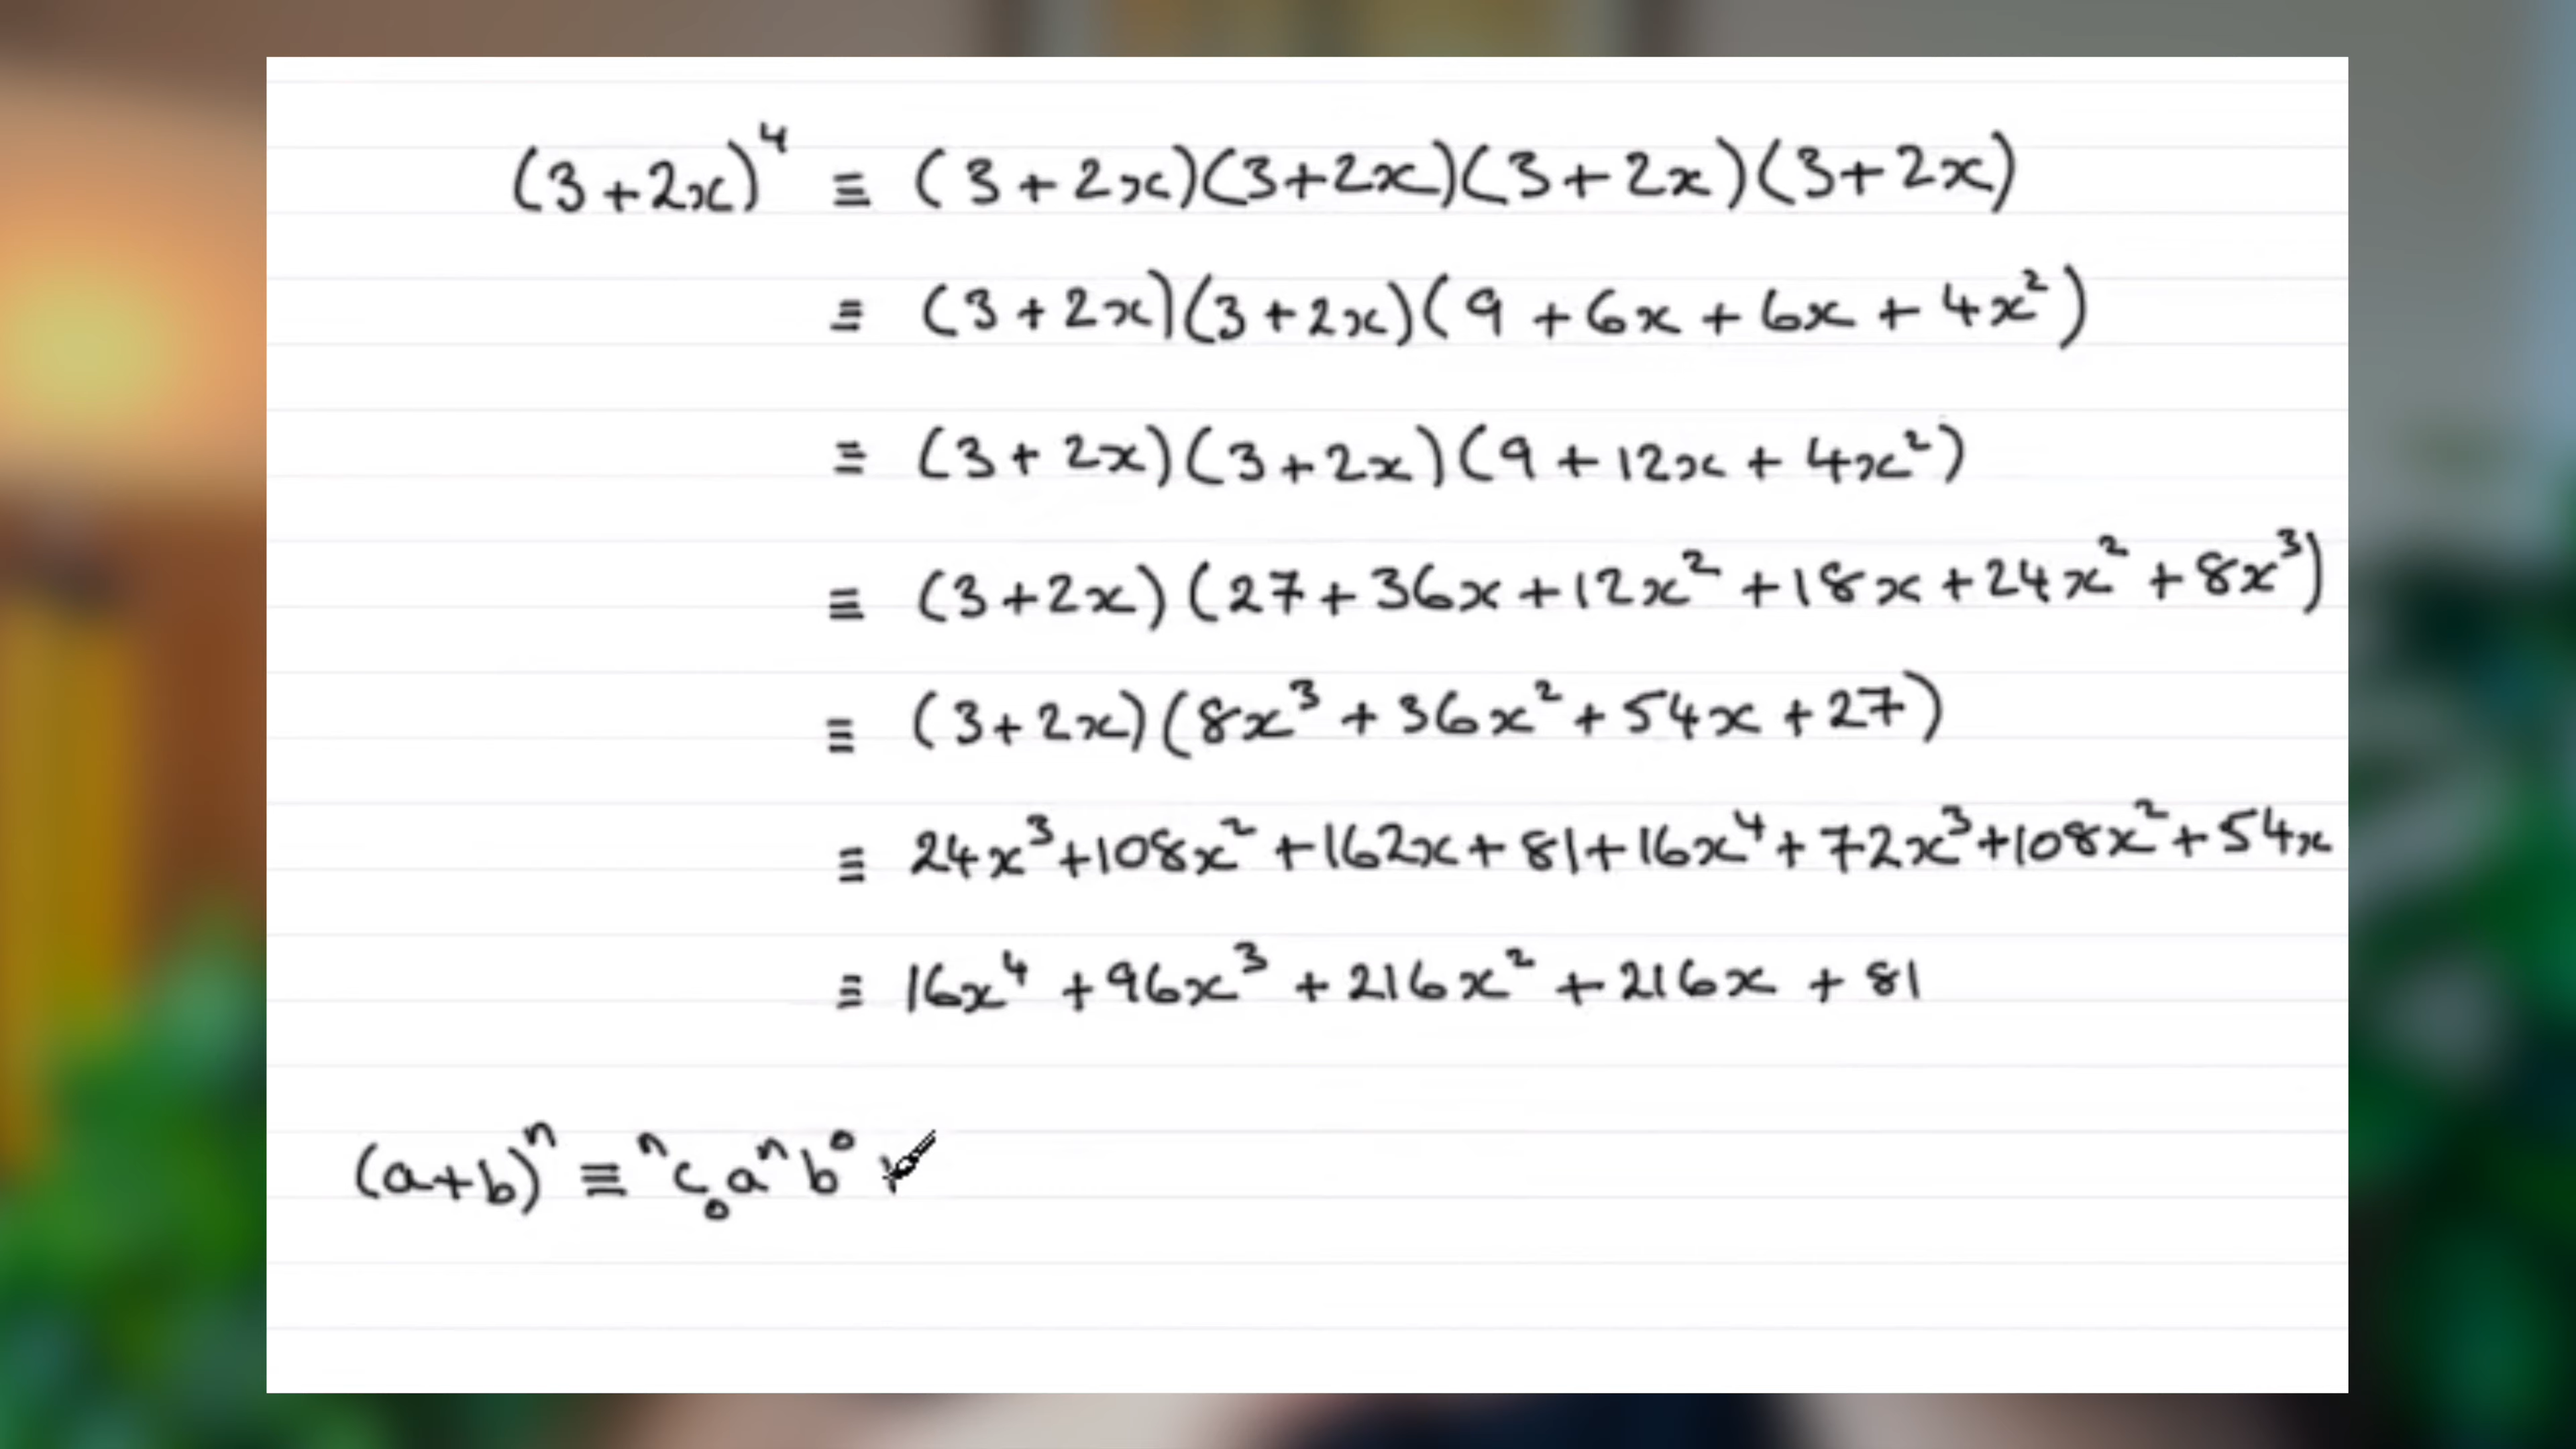 (3+2x)⁴ ≡ (3+2x)(3+2x)(3+2x)(3+2x)
≡ (3+2x)(3+2x)(9+6x+6x+4x²)
≡ (3+2x)(3+2x)(9+12x+4x²)
≡ (3+2x)(27+36x+12x²+18x+24x²+8x³)
≡ (3+2x)(8x³+36x²+54x+27)
≡ 24x³+108x²+162x+81+16x⁴+72x³+108x²+54x
≡ 16x⁴+96x³+216x²+216x+81
(a+b)ⁿ ≡ ⁿC₀aⁿb⁰